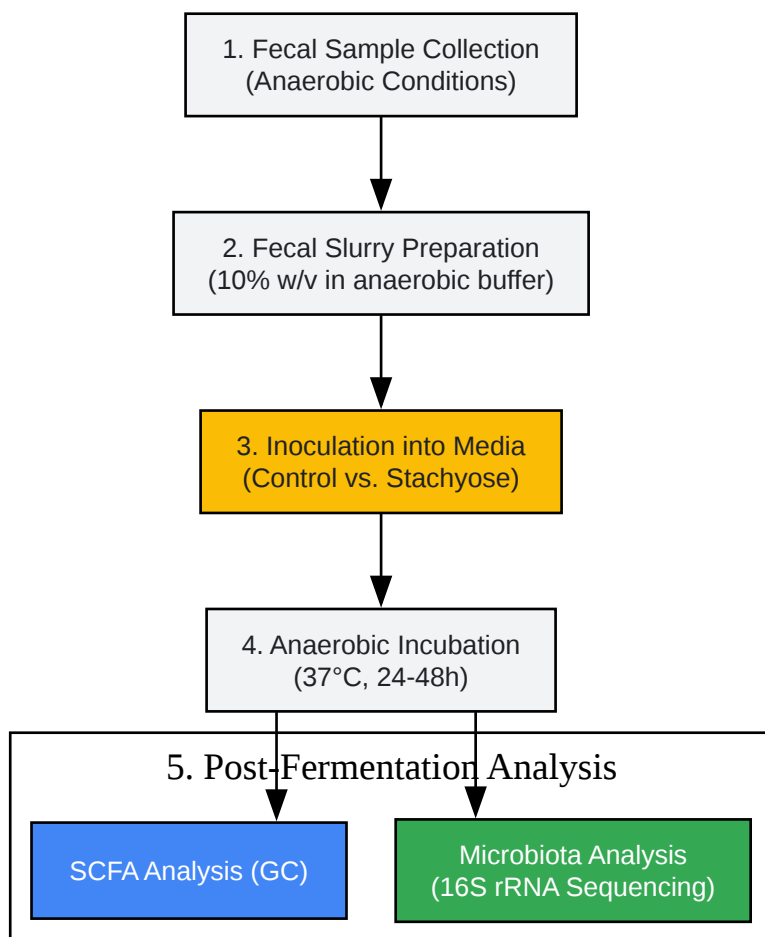 1. Fecal Sample Collection
(Anaerobic Conditions)
2. Fecal Slurry Preparation
(10% w/v in anaerobic buffer)
3. Inoculation into Media
(Control vs. Stachyose)
4. Anaerobic Incubation
(37°C, 24-48h)
5. Post-Fermentation Analysis
SCFA Analysis (GC)
Microbiota Analysis
(16S rRNA Sequencing)